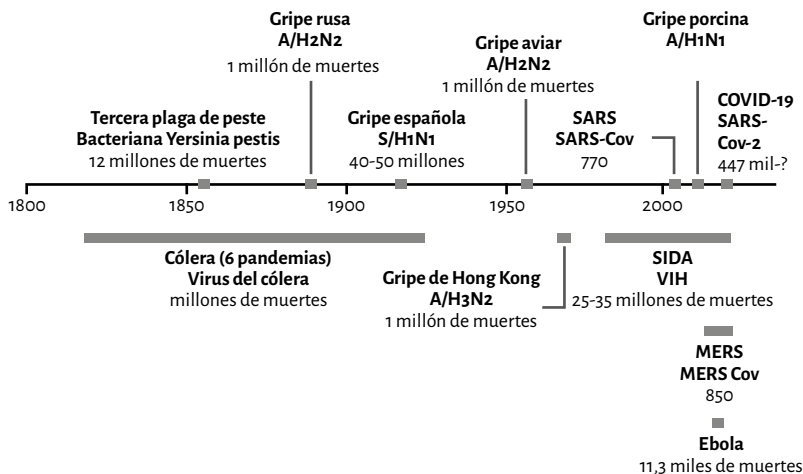 Gripe rusa
A/H2N2
1 millón de muertes
Gripe aviar
A/H2N2
1 millón de muertes
Gripe porcina
A/H1N1
Tercera plaga de peste
Bacteriana Yersinia pestis
12 millones de muertes
Gripe española
S/H1N1
40-50 millones
SARS
SARS-Cov
770
COVID-19
SARS-
Cov-2
447 mil-?
1800
1850
1900
1950
2000
Cólera (6 pandemias)
Virus del cólera
millones de muertes
Gripe de Hong Kong
A/H3N2
1 millón de muertes
SIDA
VIH
25-35 millones de muertes
MERS
MERS Cov
850
Ebola
11,3 miles de muertes